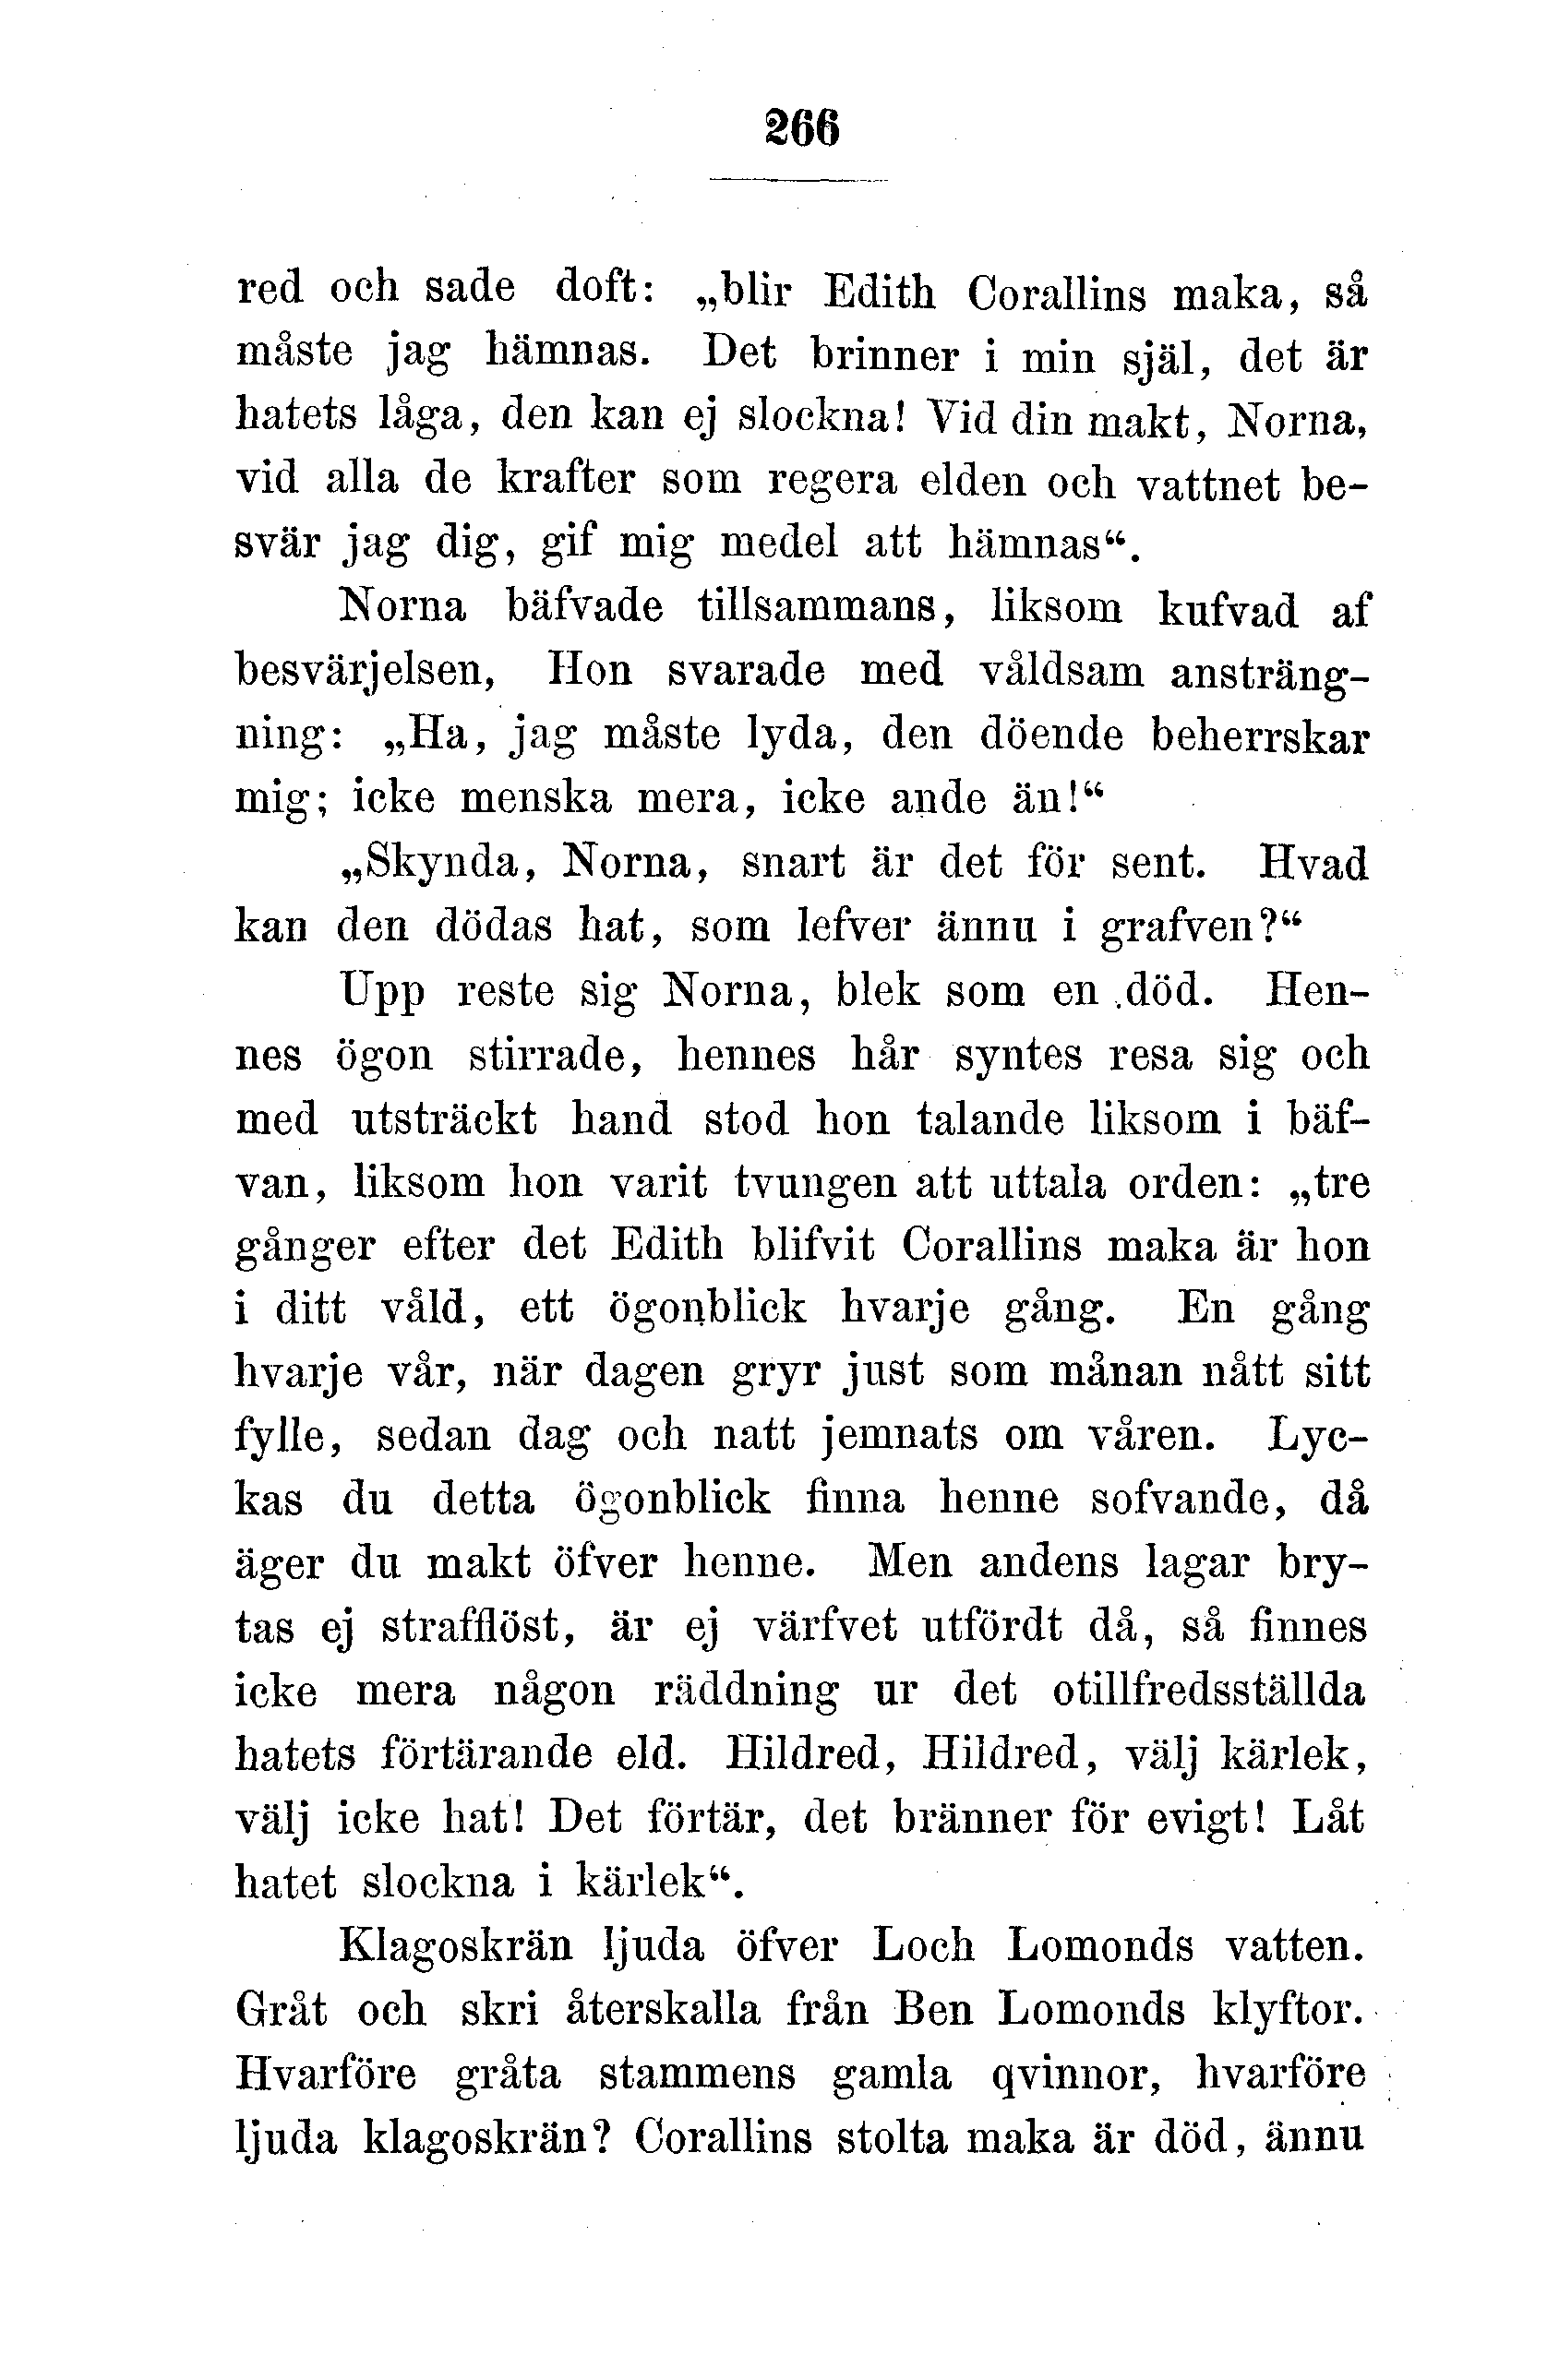 266
red och sade doft: „blir Edith Corallins maka, så
måste jag hämnas. Det brinner i min själ, det är
hatets låga, den kan ej slockna! Vid din makt, Norna,
vid alla de krafter som regera elden och vattnet be-
svär jag dig, gif mig medel att hämnas“.
Norna bäfvade tillsammans, liksom kufvad af
besvärjelsen, Hon svarade med våldsam ansträng-
ning: „Ha, jag måste lyda, den döende beherrskar
mig; icke menska mera, icke ande än!“
„Skynda, Norna, snart är det för sent. Hvad
kan den dödas hat, som lefver ännu i grafven?“
Upp reste sig Norna, blek som en död. Hen-
nes ögon stirrade, hennes hår syntes resa sig och
med utsträckt hand stod hon talande liksom i bäf-
van, liksom hon varit tvungen att uttala orden: „tre
gånger efter det Edith blifvit Corallins maka är hon
i ditt våld, ett ögonblick hvarje gång. En gång
hvarje vår, när dagen gryr just som månan nått sitt
fylle, sedan dag och natt jemnats om våren. Lyc-
kas du detta ögonblick finna henne sofvande, då
äger du makt öfver henne. Men andens lagar bry-
tas ej strafflöst, är ej värfvet utfördt då, så finnes
icke mera någon räddning ur det otillfredsställda
hatets förtärande eld. Hildred, Hildred, välj kärlek,
välj icke hat! Det förtär, det bränner för evigt! Låt
hatet slockna i kärlek“.
Klagoskrän ljuda öfver Loch Lomonds vatten.
Gråt och skri återskalla från Ben Lomonds klyftor.
Hvarföre gråta stammens gamla qvinnor, hvarföre
ljuda klagoskrän? Corallins stolta maka är död, ännu